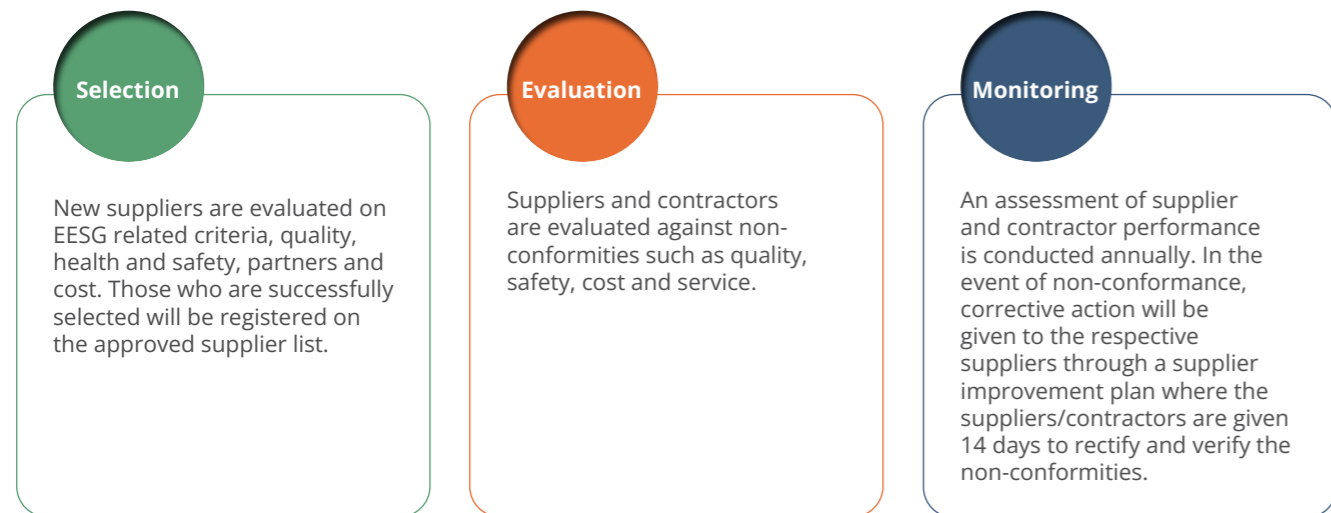 Selection
New suppliers are evaluated on
EESG related criteria, quality,
health and safety, partners and
cost. Those who are successfully
selected will be registered on
the approved supplier list.
Evaluation
Suppliers and contractors
are evaluated against non-
conformities such as quality,
safety, cost and service.
Monitoring
An assessment of supplier
and contractor performance
is conducted annually. In the
event of non-conformance,
corrective action will be
given to the respective
suppliers through a supplier
improvement plan where the
suppliers/contractors are given
14 days to rectify and verify the
non-conformities.